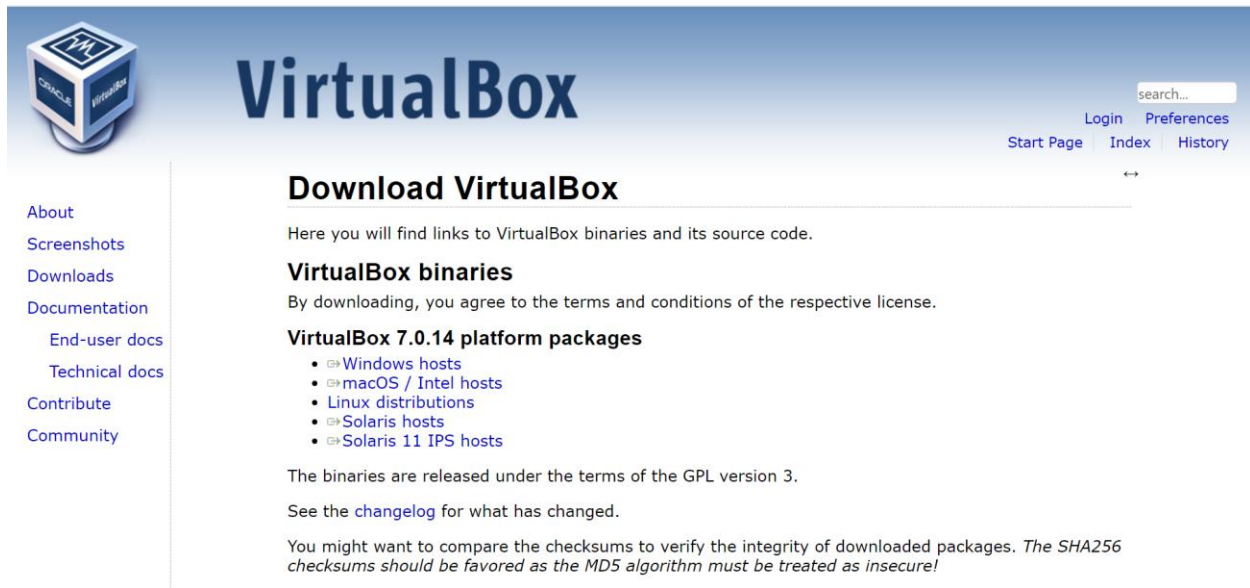 ORACLE
VirtualBox
VirtualBox
search...
Login Preferences
Start Page Index History
About
Screenshots
Downloads
Documentation
End-user docs
Technical docs
Contribute
Community
Download VirtualBox
Here you will find links to VirtualBox binaries and its source code.
VirtualBox binaries
By downloading, you agree to the terms and conditions of the respective license.
VirtualBox 7.0.14 platform packages
Windows hosts
macOS / Intel hosts
Linux distributions
Solaris hosts
Solaris 11 IPS hosts
The binaries are released under the terms of the GPL version 3.
See the changelog for what has changed.
You might want to compare the checksums to verify the integrity of downloaded packages. The SHA256
checksums should be favored as the MD5 algorithm must be treated as insecure!